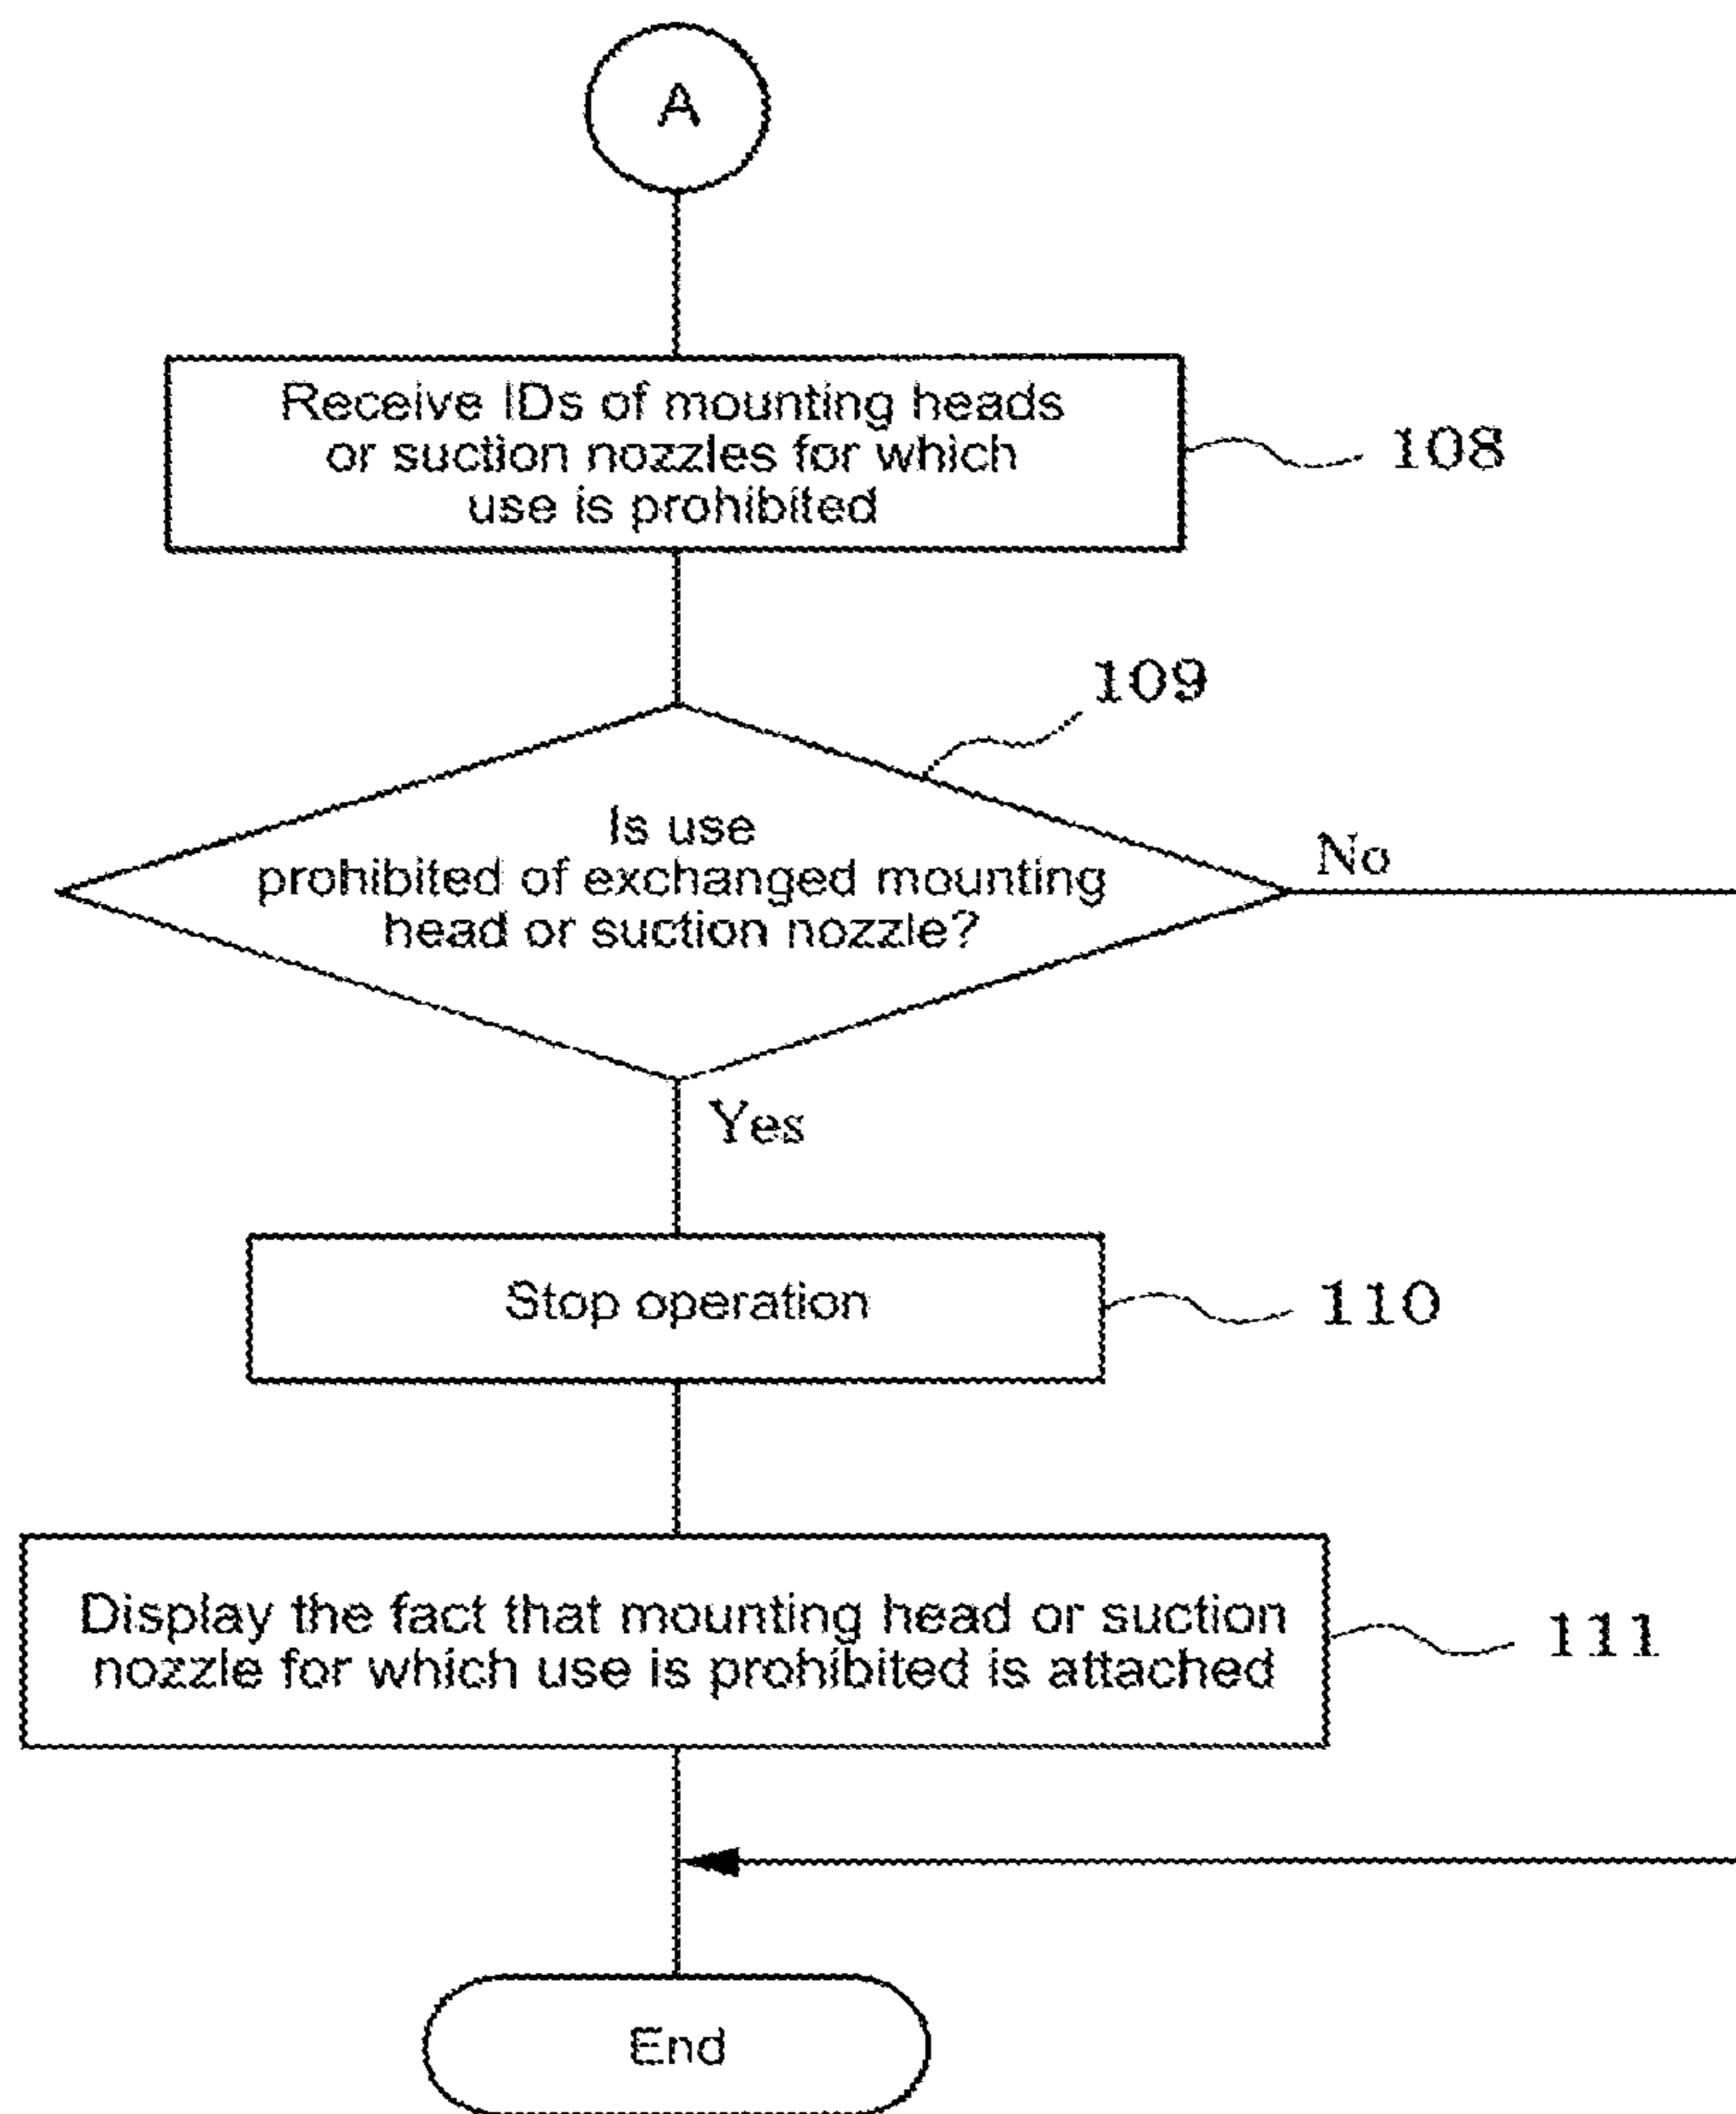 A
Receive IDs of mounting heads
or suction nozzles for which
use is prohibited
108
109
Is use
prohibited of exchanged mounting
head or suction nozzle?
No
Yes
Stop operation
110
Display the fact that mounting head or suction
nozzle for which use is prohibited is attached
111
End